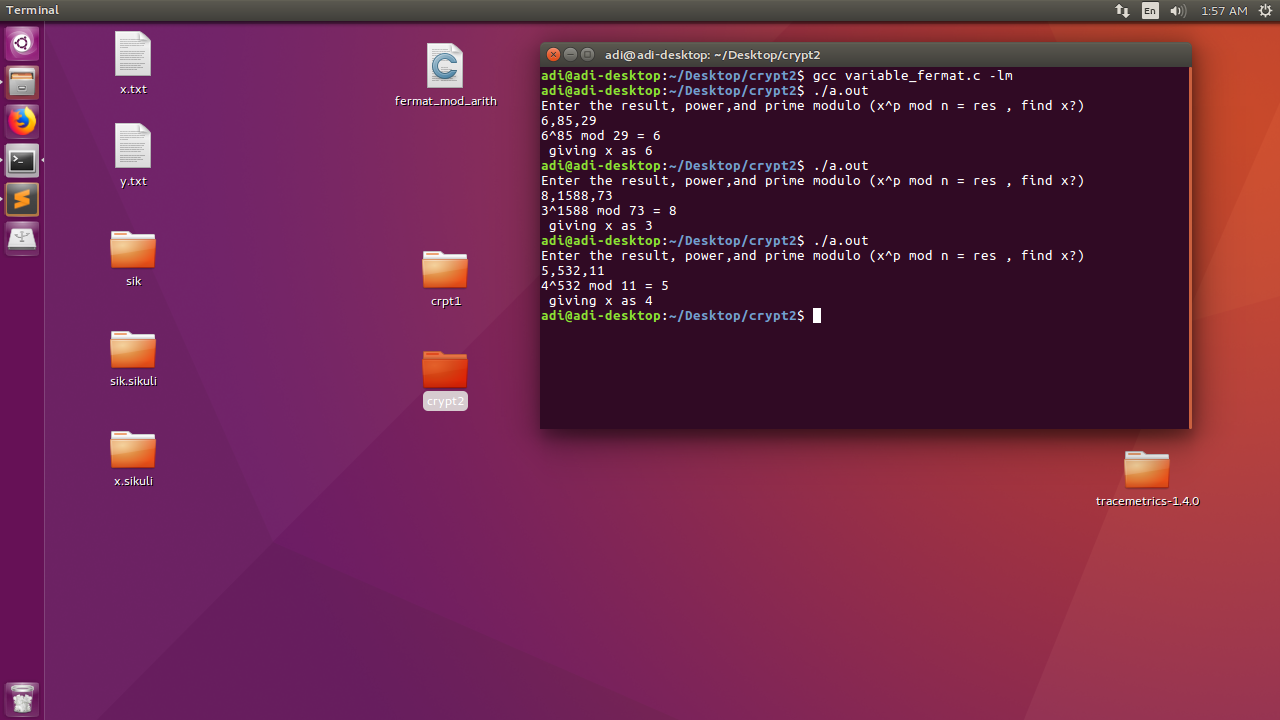 Terminal
En
1:57 AM
x.txt
fermat_mod_arith
y.txt
sik
crpt1
sik.sikuli
crypt2
x.sikuli
tracemetrics-1.4.0
adi@adi-desktop: ~/Desktop/crypt2
adi@adi-desktop:~/Desktop/crypt2$ gcc variable_fermat.c -lm
adi@adi-desktop:~/Desktop/crypt2$ ./a.out
Enter the result, power,and prime modulo (x^p mod n = res , find x?)
6,85,29
6^85 mod 29 = 6
giving x as 6
adi@adi-desktop:~/Desktop/crypt2$ ./a.out
Enter the result, power,and prime modulo (x^p mod n = res , find x?)
8,1588,73
3^1588 mod 73 = 8
giving x as 3
adi@adi-desktop:~/Desktop/crypt2$ ./a.out
Enter the result, power,and prime modulo (x^p mod n = res , find x?)
5,532,11
4^532 mod 11 = 5
giving x as 4
adi@adi-desktop:~/Desktop/crypt2$